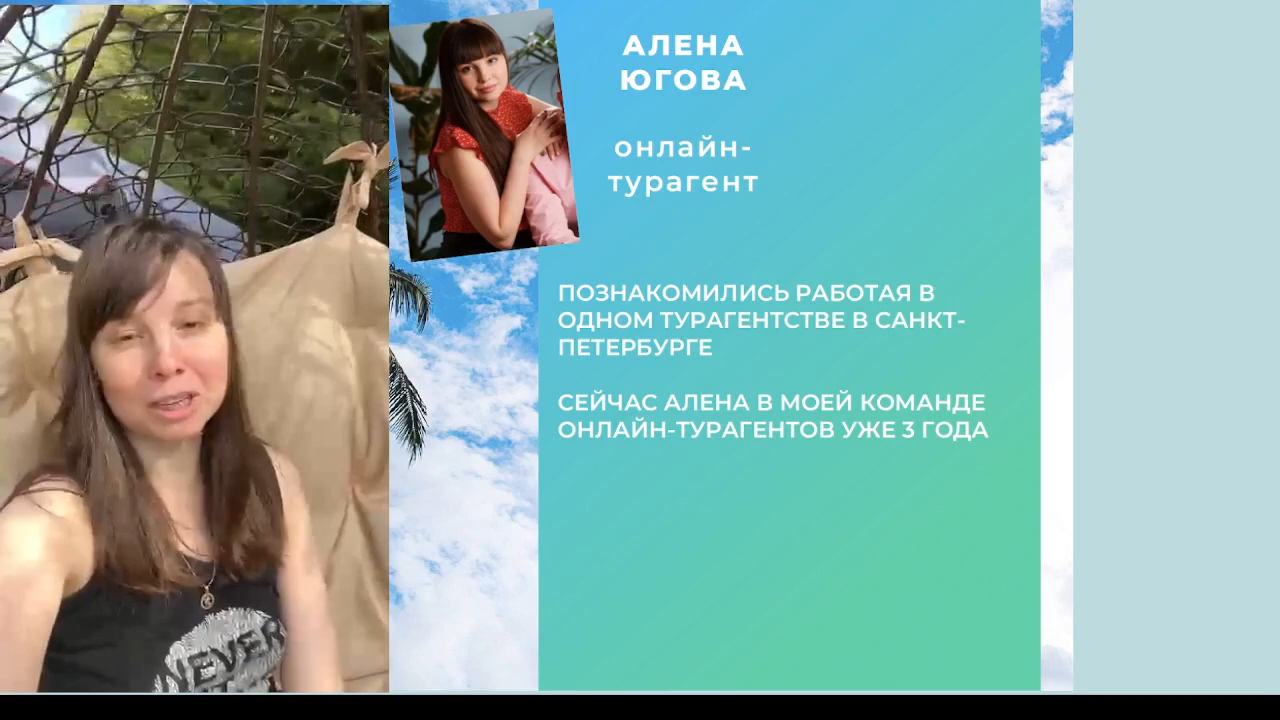 АЛЕНА
ЮГОВА
онлайн-
турагент
ПОЗНАКОМИЛИСЬ РАБОТАЯ В
ОДНОМ ТУРАГЕНТСТВЕ В САНКТ-
ПЕТЕРБУРГЕ
СЕЙЧАС АЛЕНА В МОЕЙ КОМАНДЕ
ОНЛАЙН-ТУРАГЕНТОВ УЖЕ 3 ГОДА
NEVER